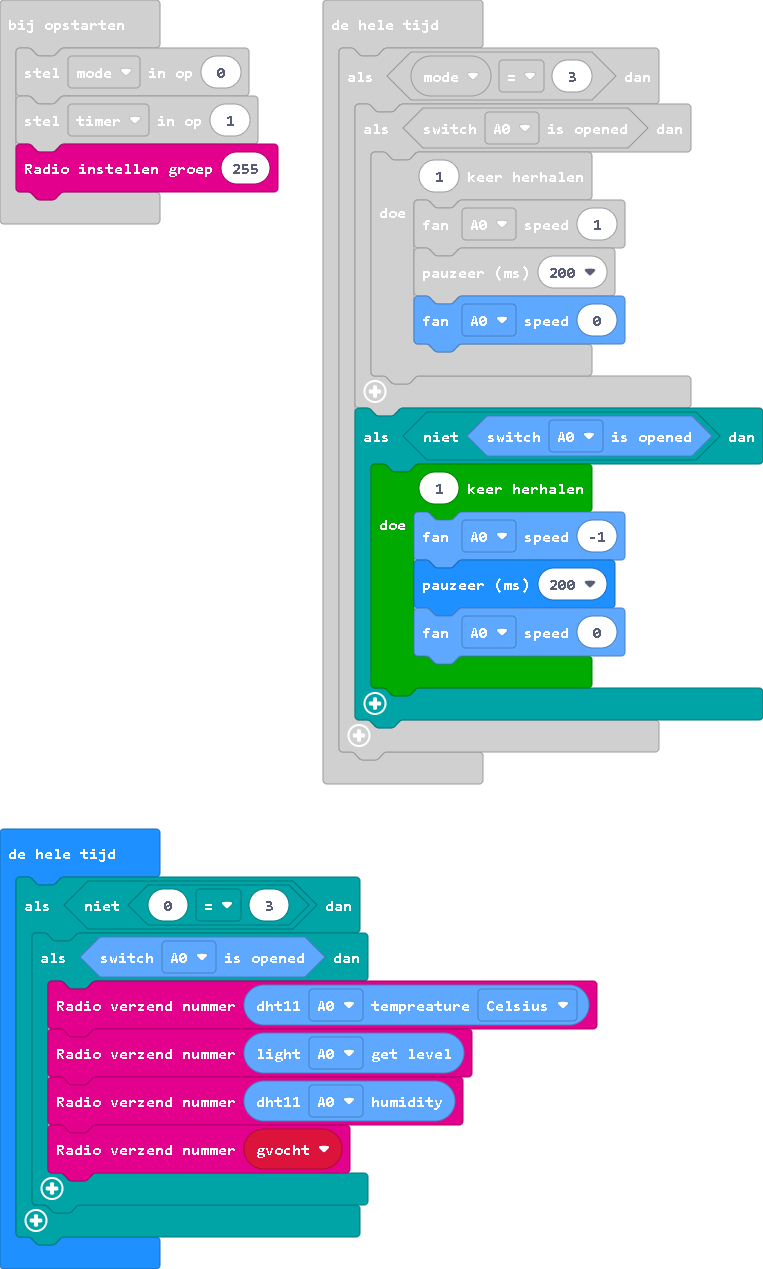 bij opstarten
stel mode in op 0
stel timer in op 1
Radio instellen groep 255
de hele tijd
als mode = 3 dan
als switch A0 is opened dan
1 keer herhalen
doe
fan A0 speed 1
pauzeer (ms) 200
fan A0 speed 0
als niet switch A0 is opened dan
1 keer herhalen
doe
fan A0 speed -1
pauzeer (ms) 200
fan A0 speed 0
de hele tijd
als niet 0 = 3 dan
als switch A0 is opened dan
Radio verzend nummer dht11 A0 tempreature Celsius
Radio verzend nummer light A0 get level
Radio verzend nummer dht11 A0 humidity
Radio verzend nummer gvocht